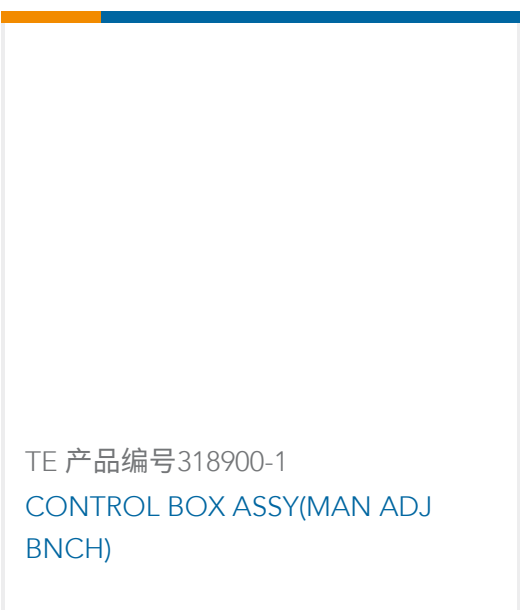 TE 产品编号318900-1
CONTROL BOX ASSY(MAN ADJ
BNCH)